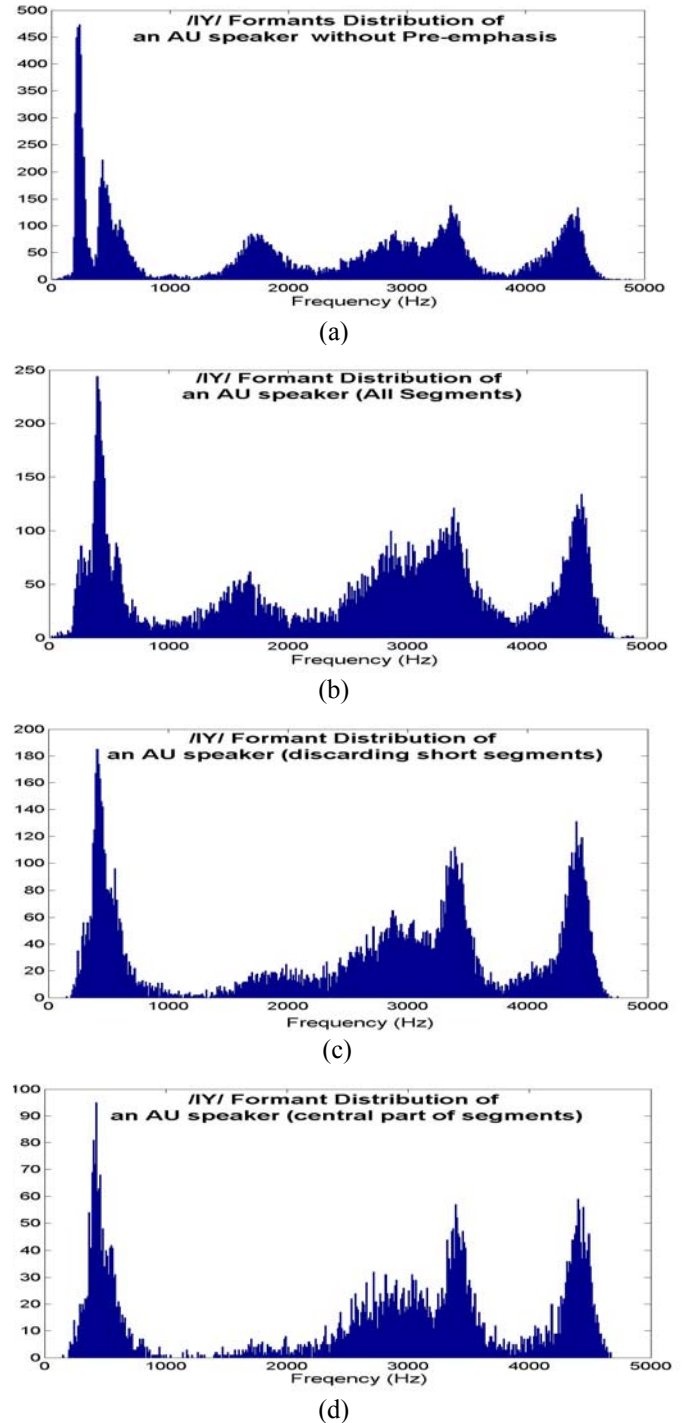 /IY/ Formants Distribution of
an AU speaker without Pre-emphasis
500
450
400
350
300
250
200
150
100
50
0
0 1000 2000 3000 4000 5000
Frequency (Hz)
(a)
/IY/ Formant Distribution of
an AU speaker (All Segments)
250
200
150
100
50
0
0 1000 2000 3000 4000 5000
Frequency (Hz)
(b)
/IY/ Formant Distribution of
an AU speaker (discarding short segments)
200
180
160
140
120
100
80
60
40
20
0
0 1000 2000 3000 4000 5000
Frequency (Hz)
(c)
/IY/ Formant Distribution of
an AU speaker (central part of segments)
100
90
80
70
60
50
40
30
20
10
0
0 1000 2000 3000 4000 5000
Frequency (Hz)
(d)